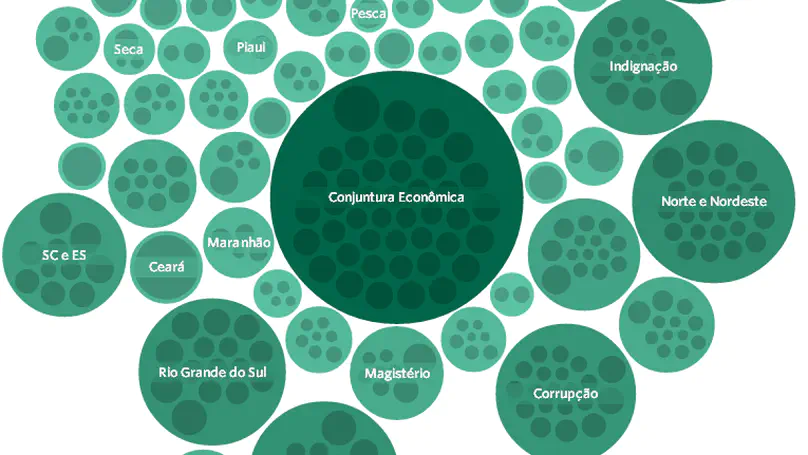 Pesca
Seca
Piauí
Indignação
Conjuntura Econômica
Norte e Nordeste
Maranhão
SC e ES
Ceará
Rio Grande do Sul
Magistério
Corrupção